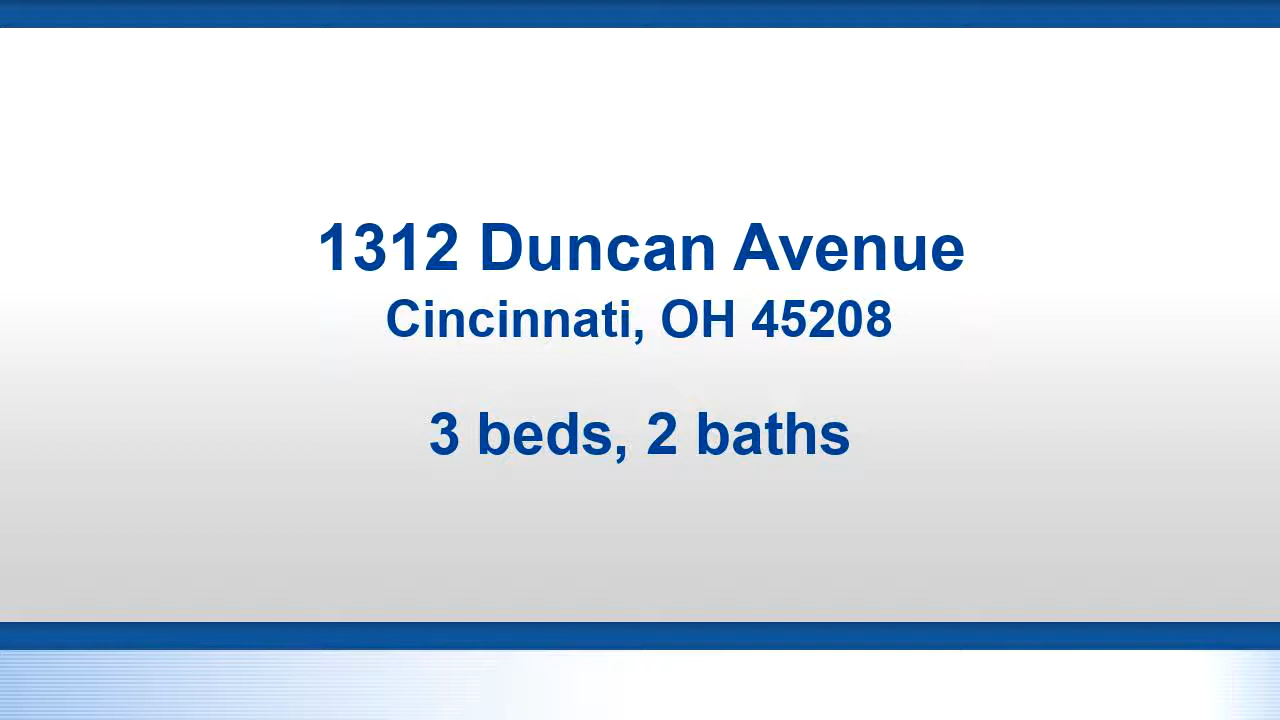 1312 Duncan Avenue
Cincinnati, OH 45208
3 beds, 2 baths